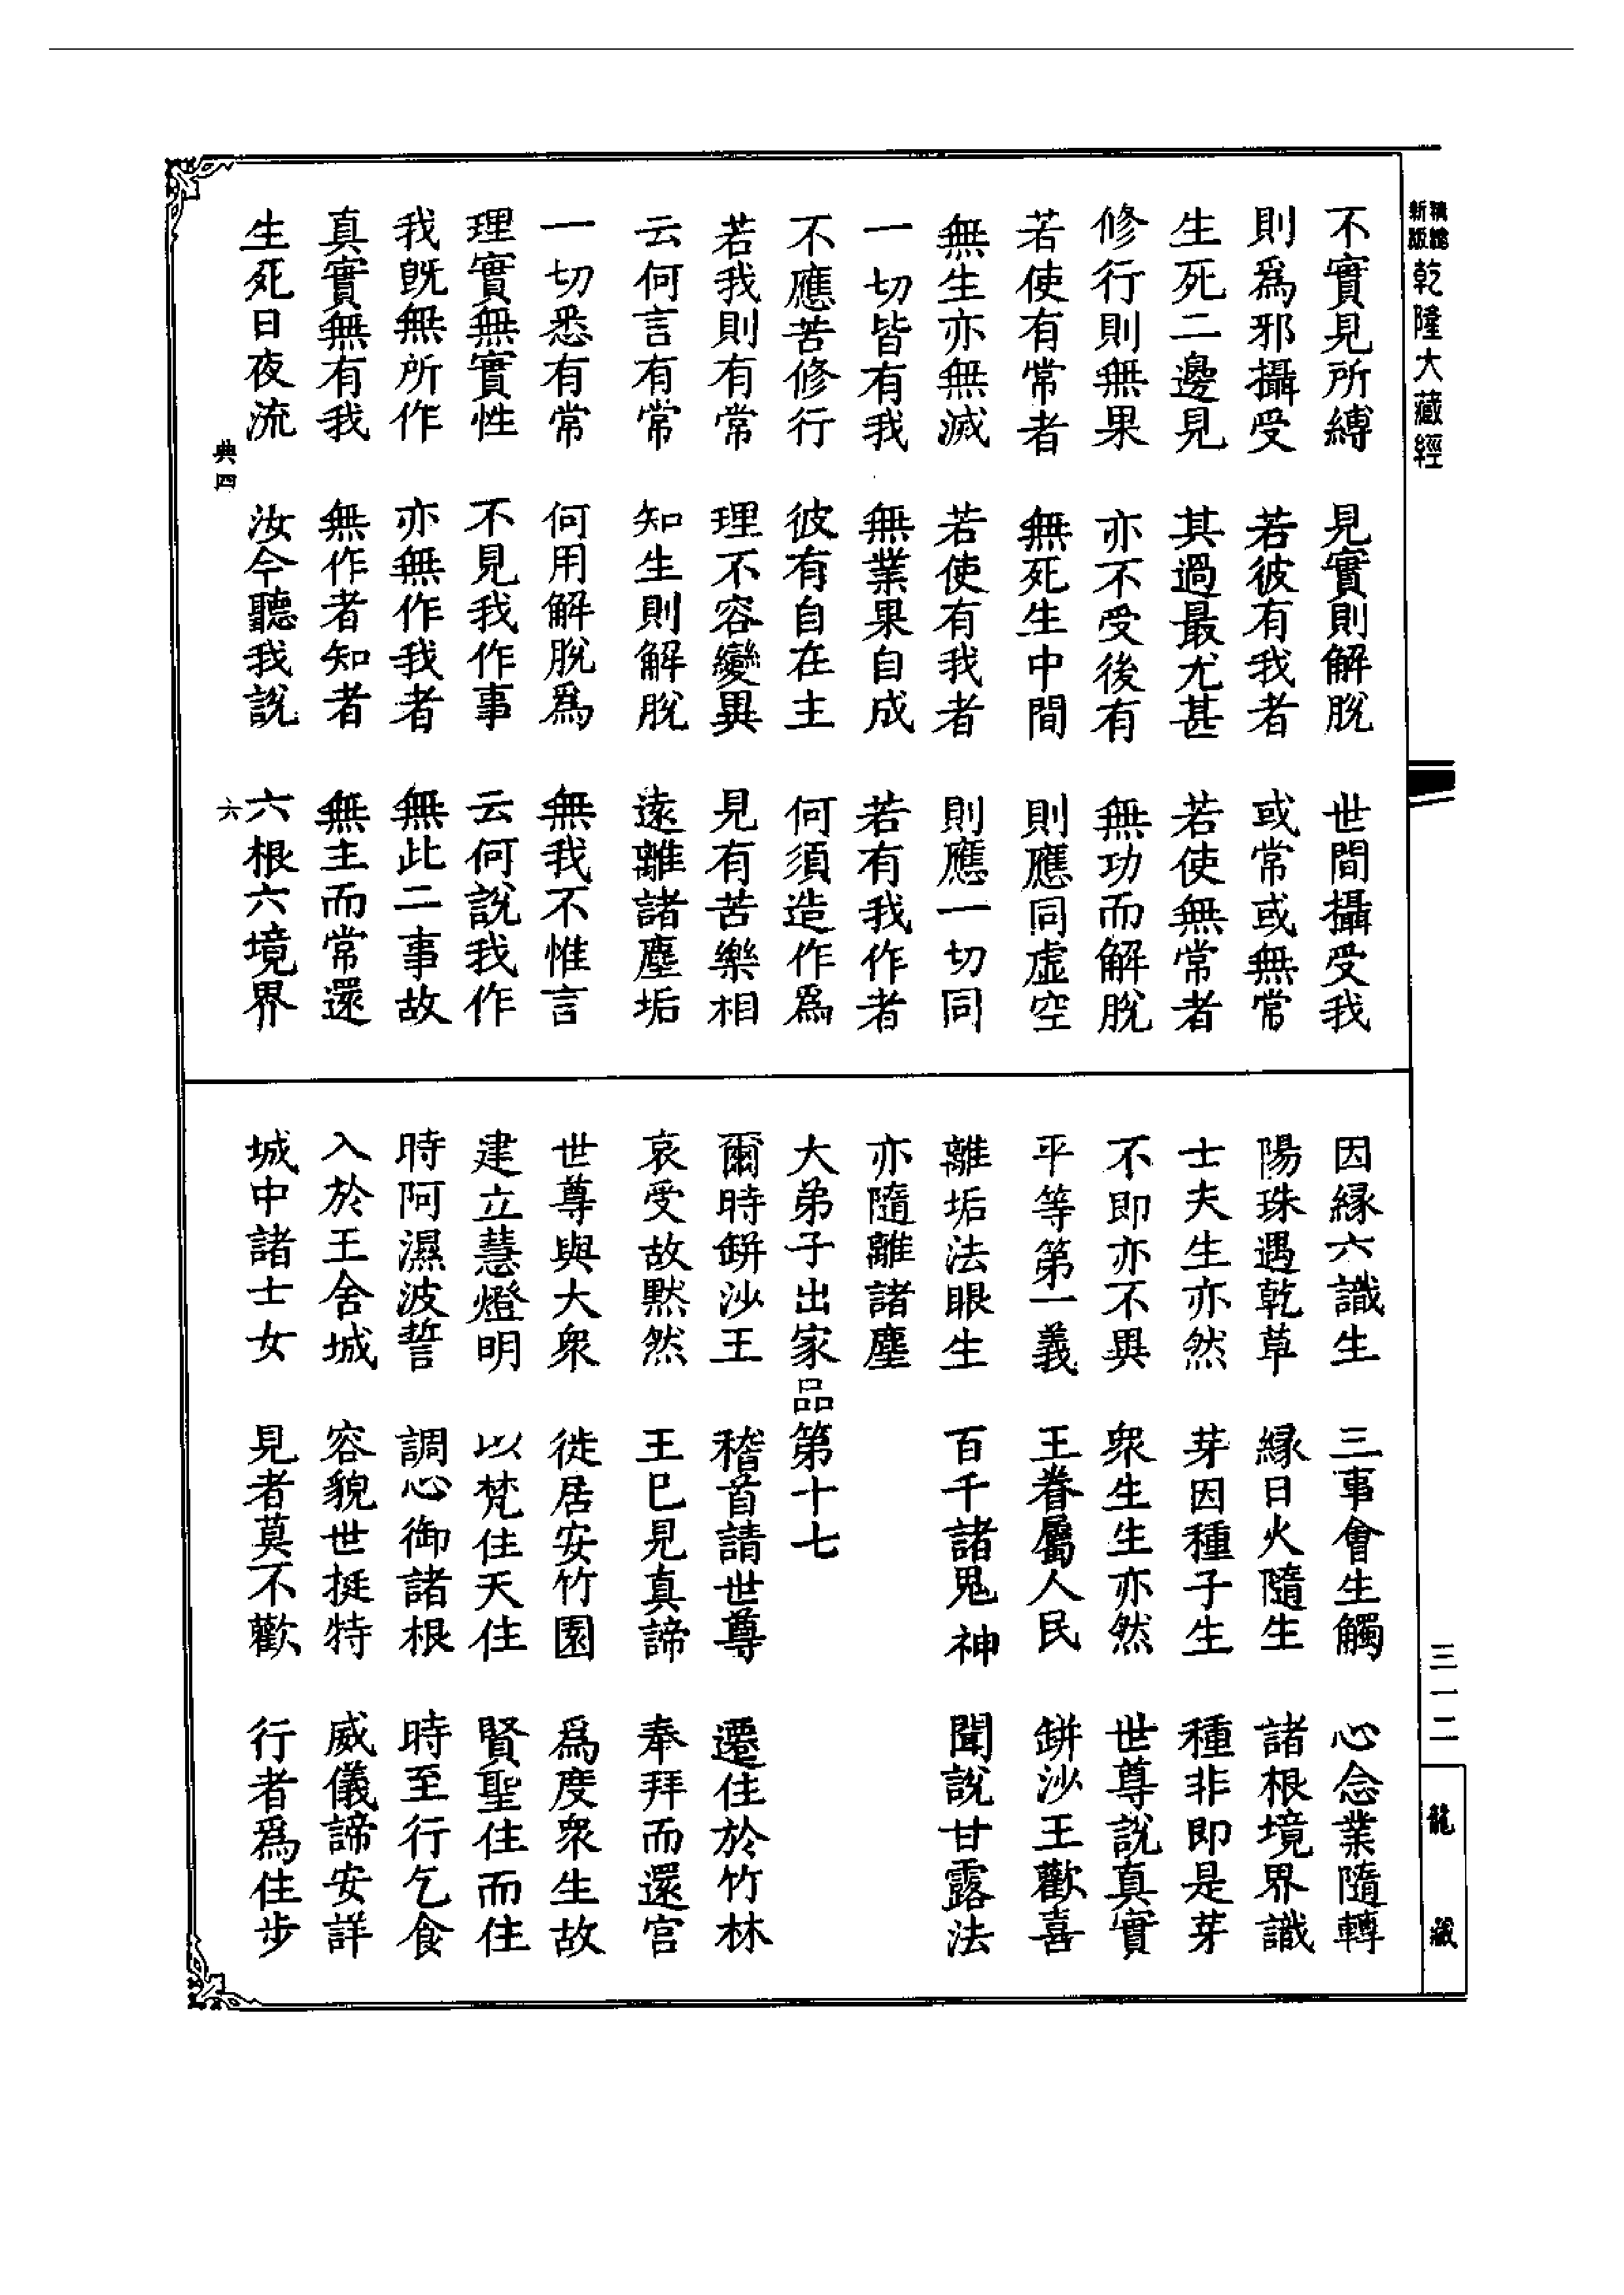 新版 精縮 乾隆大藏經
不實見所縛 見實則解脫 世間攝受我
則爲邪攝受 若彼有我者 或常或無常
生死二邊見 其過最尤甚 若使無常者
修行則無果 亦不受後有 無功而解脫
若使有常者 無死生中間 則應同虛空
無生亦無滅 若使有我者 則應一切同
一切皆有我 無業果自成 若有我作者
不應苦修行 彼有自在主 何須造作爲
若我則有常 理不容變異 見有苦樂相
云何言有常 知生則解脫 遠離諸塵垢
一切悉有常 何用解脫爲 無我不惟言
理實無實性 不見我作事 云何說我作
我既無所作 亦無作我者 無此二事故
真實無有我 無作者知者 無主而常遷
生死日夜流 汝今聽我說 六根六境界
典四 六
因緣六識生 三事會生觸 心念業隨轉
陽珠遇乾草 緣日火隨生 諸根境界識
士夫生亦然 芽因種子生 種非即是芽
不即亦不異 衆生生亦然 世尊說真實
平等第一義 王眷屬人民 缾沙王歡喜
離垢法眼生 百千諸鬼神 聞說甘露法
亦隨離諸塵
大弟子出家品第十七
爾時缾沙王 稽首請世尊 遷住於竹林
哀受故默然 王已見真諦 奉拜而還宮
世尊與大衆 徙居安竹園 爲度衆生故
建立慧燈明 以梵住天住 賢聖住而住
時阿濕波誓 調心御諸根 時至行乞食
入於王舍城 容貌世挺特 威儀諦安詳
城中諸士女 見者莫不歡 行者爲住步
三一二
龍藏